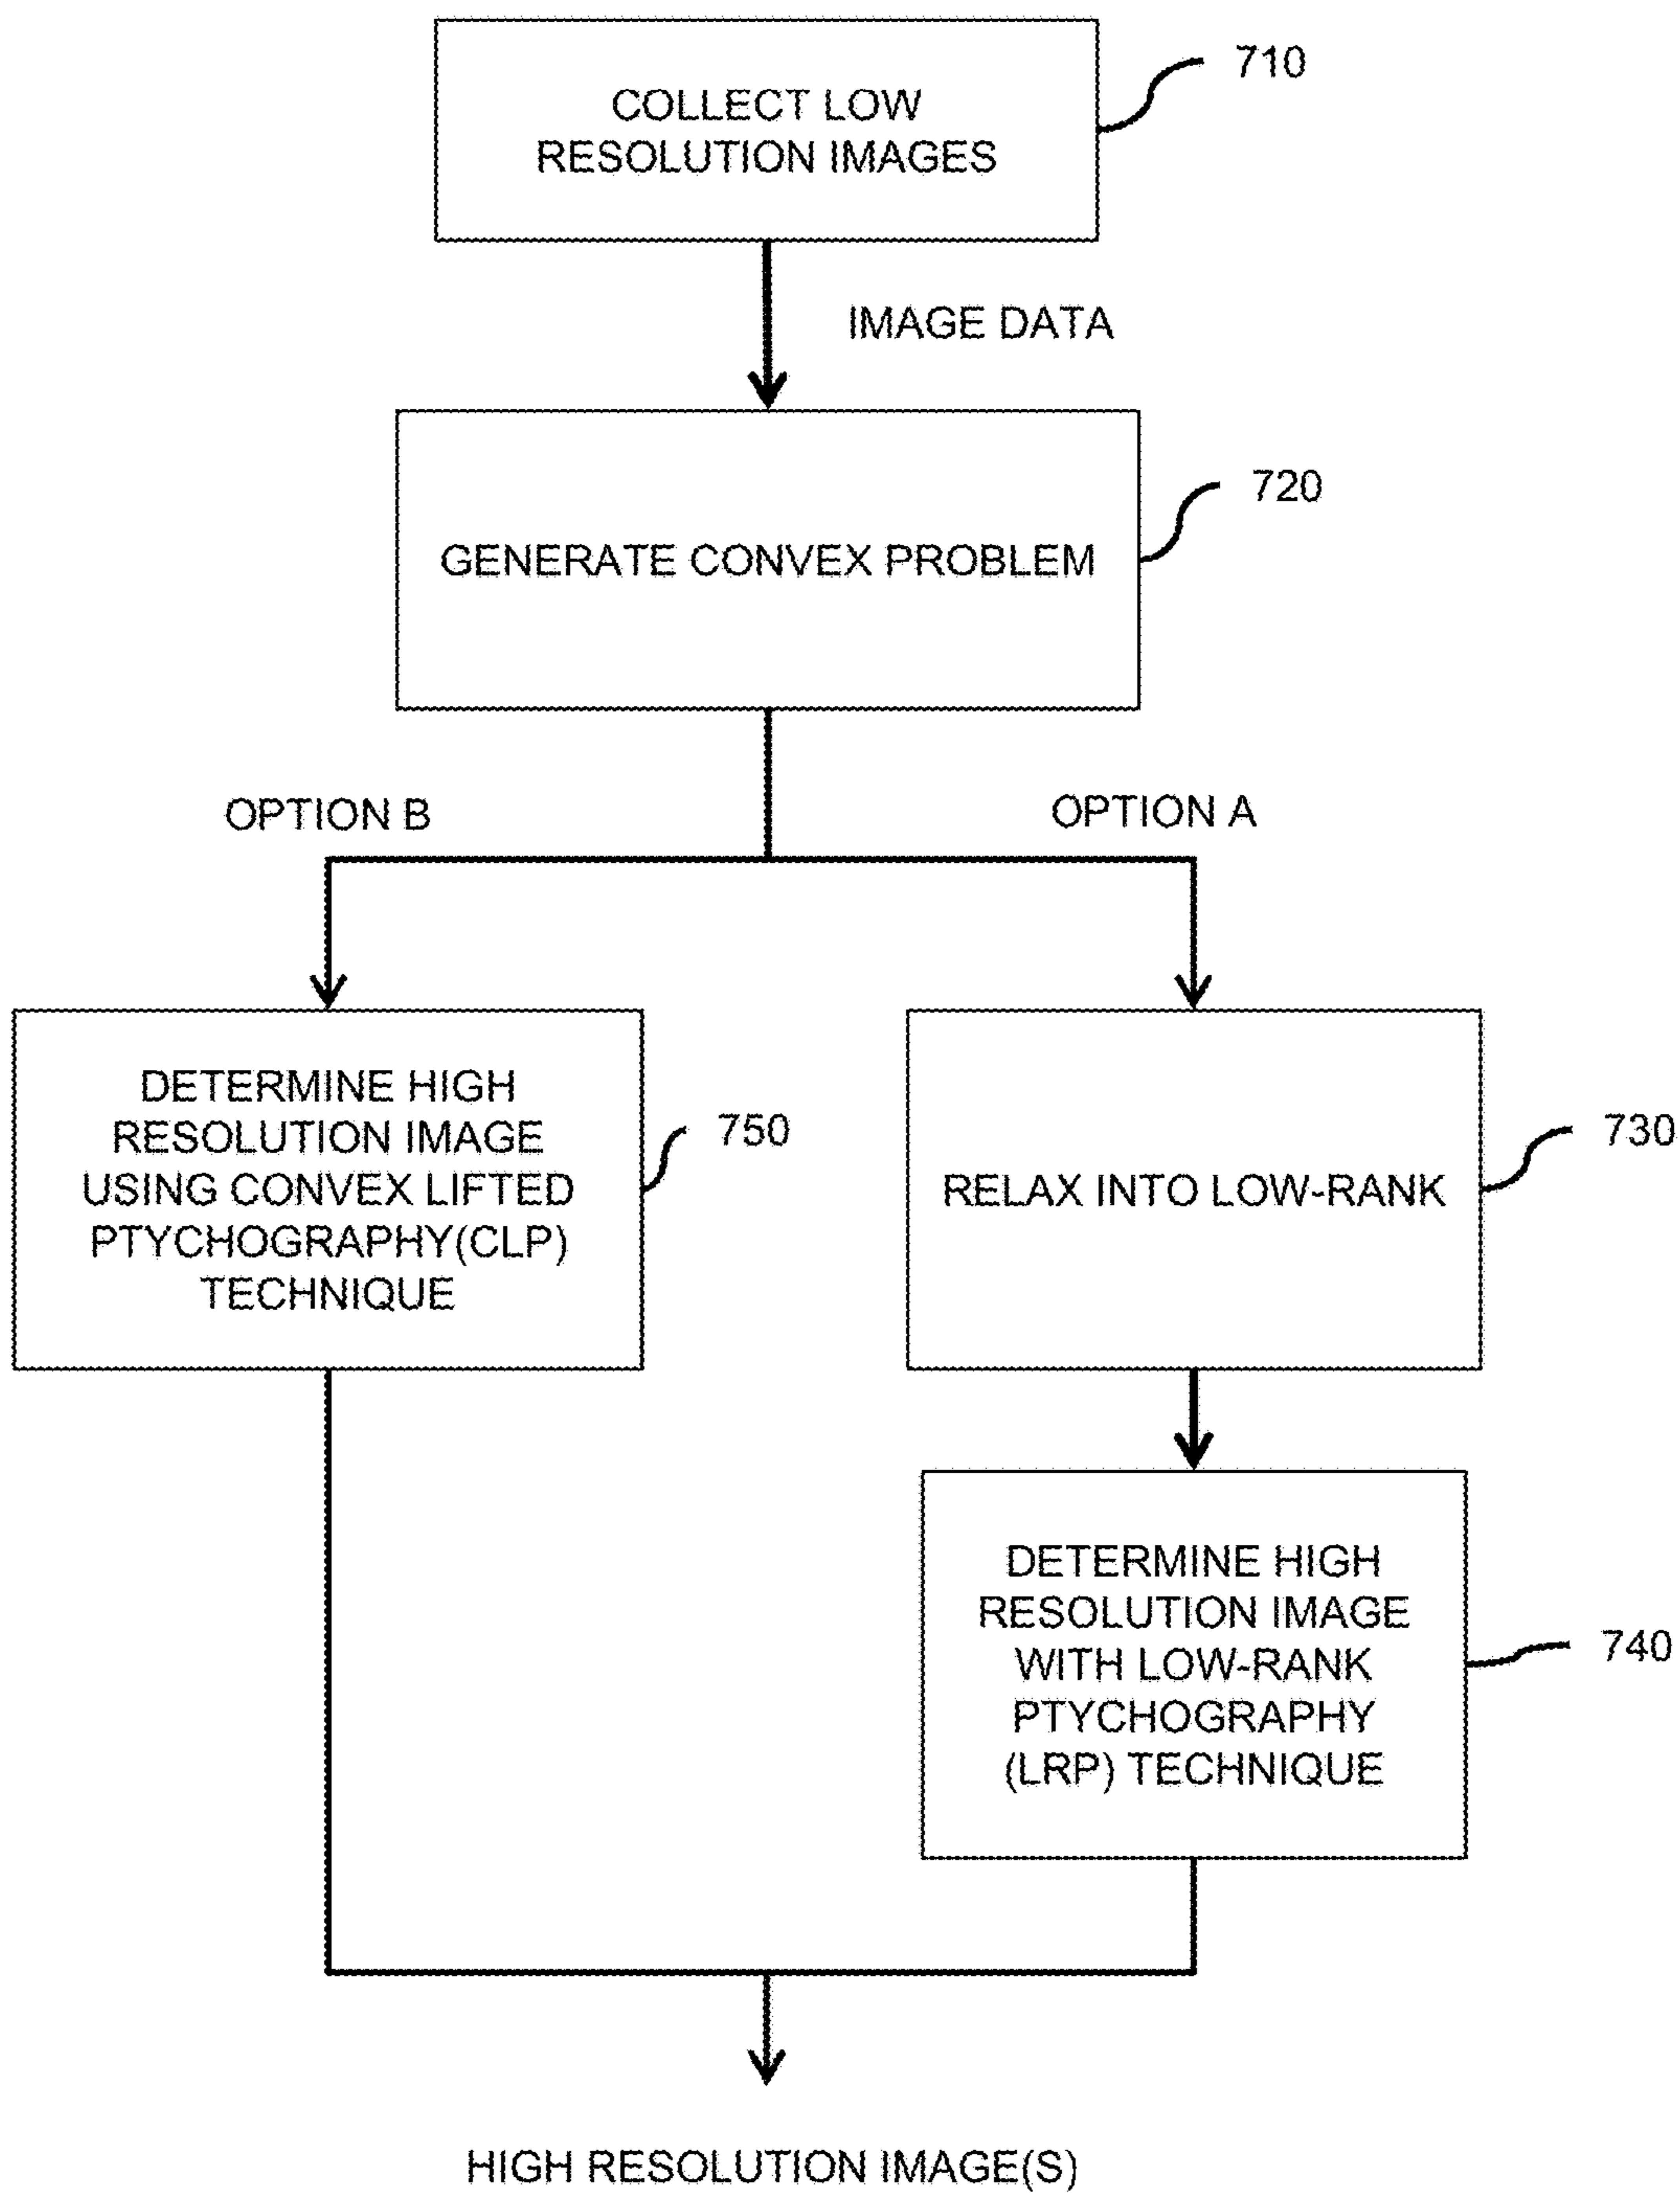 COLLECT LOW
RESOLUTION IMAGES
710
IMAGE DATA
GENERATE CONVEX PROBLEM
720
OPTION B
OPTION A
DETERMINE HIGH
RESOLUTION IMAGE
USING CONVEX LIFTED
PTYCHOGRAPHY(CLP)
TECHNIQUE
750
RELAX INTO LOW-RANK
730
DETERMINE HIGH
RESOLUTION IMAGE
WITH LOW-RANK
PTYCHOGRAPHY
(LRP) TECHNIQUE
740
HIGH RESOLUTION IMAGE(S)